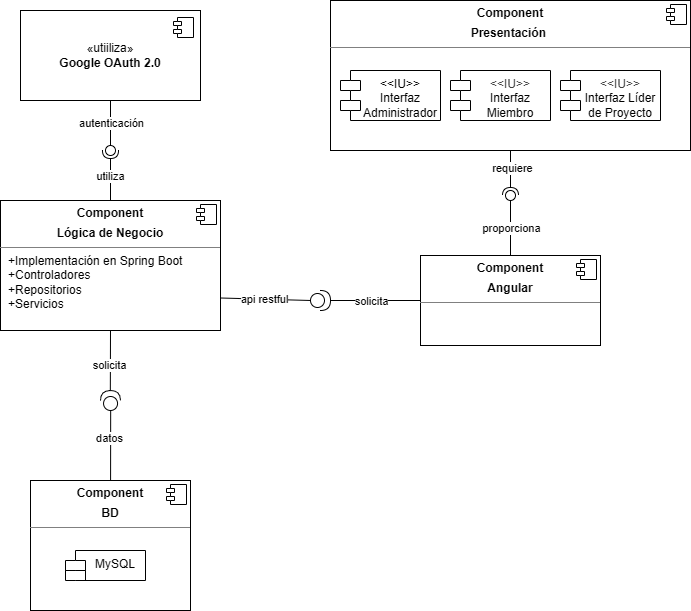 «utiiliza»
Google OAuth 2.0
autenticación
utiliza
Component
Presentación
<<IU>>
Interfaz
Administrador
<<IU>>
Interfaz
Miembro
<<IU>>
Interfaz Líder
de Proyecto
requiere
proporciona
Component
Lógica de Negocio
+Implementación en Spring Boot
+Controladores
+Repositorios
+Servicios
api restful
solicita
Component
Angular
solicita
datos
Component
BD
MySQL